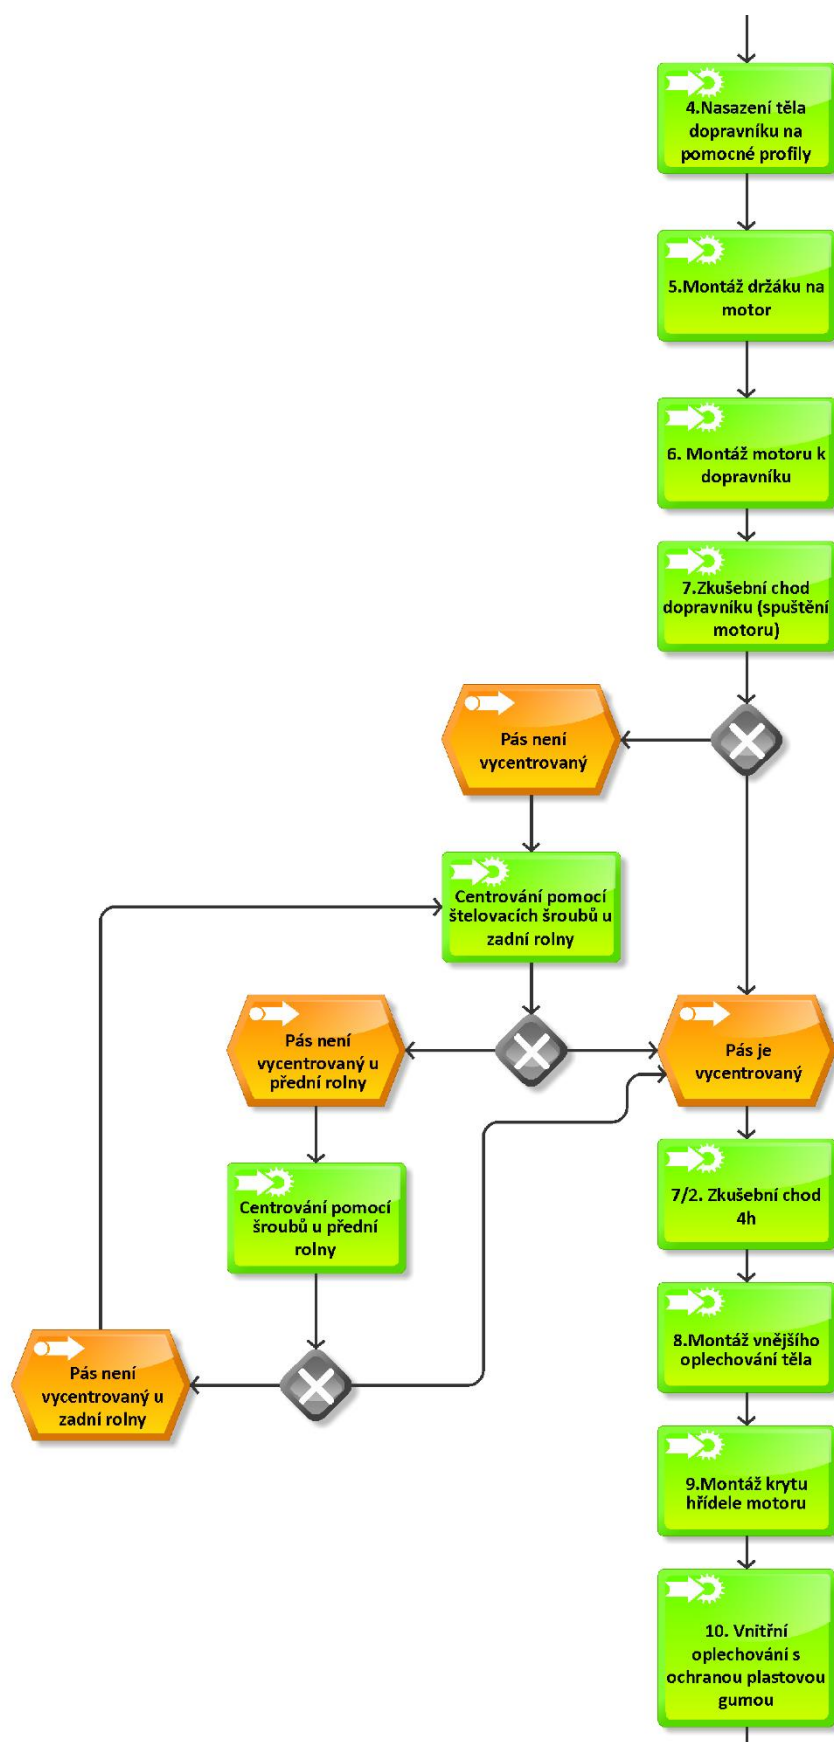 4.Nasazení těla
dopravníku na
pomocné profily
5.Montáž držáku na
motor
6. Montáž motoru k
dopravníku
7.Zkušební chod
dopravníku (spuštění
motoru)
Pás není
vycentrovaný
Centrování pomocí
štelovacích šroubů u
zadní rolny
Pás není
vycentrovaný u
přední rolny
Pás je
vycentrovaný
Centrování pomocí
šroubů u přední
rolny
7/2. Zkušební chod
4h
Pás není
vycentrovaný u
zadní rolny
8.Montáž vnějšího
oplechování těla
9.Montáž krytu
hřídele motoru
10. Vnitřní
oplechování s
ochranou plastovou
gumou